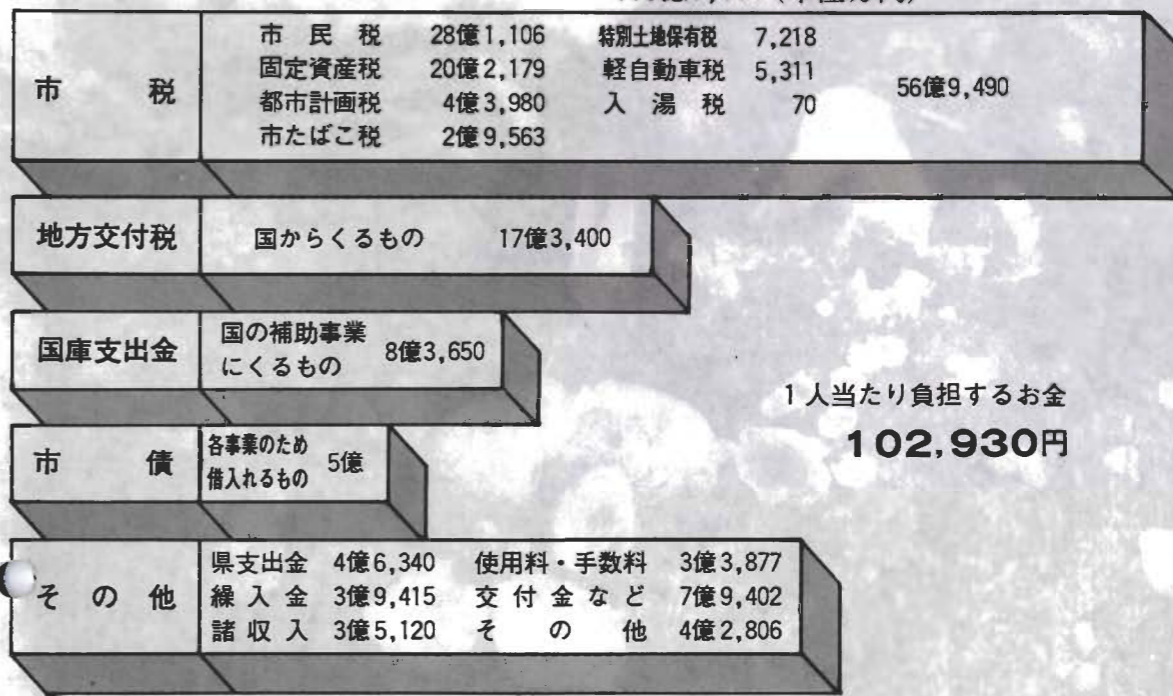 市民税 28億1,106 特別土地保有税 7,218
固定資産税 20億2,179 軽自動車税 5,311
市税 56億9,490
都市計画税 4億3,980 入湯税 70
市たばこ税 2億9,563
地方交付税 国からくるもの 17億3,400
国庫支出金 国の補助事業 8億3,650
にくるもの
市債 各事業のため 5億
借入れるもの
1人当たり負担するお金
102,930円
県支出金 4億6,340 使用料・手数料 3億3,877
その他 繰入金 3億9,415 交付金など 7億9,402
諸収入 3億5,120 その他 4億2,806